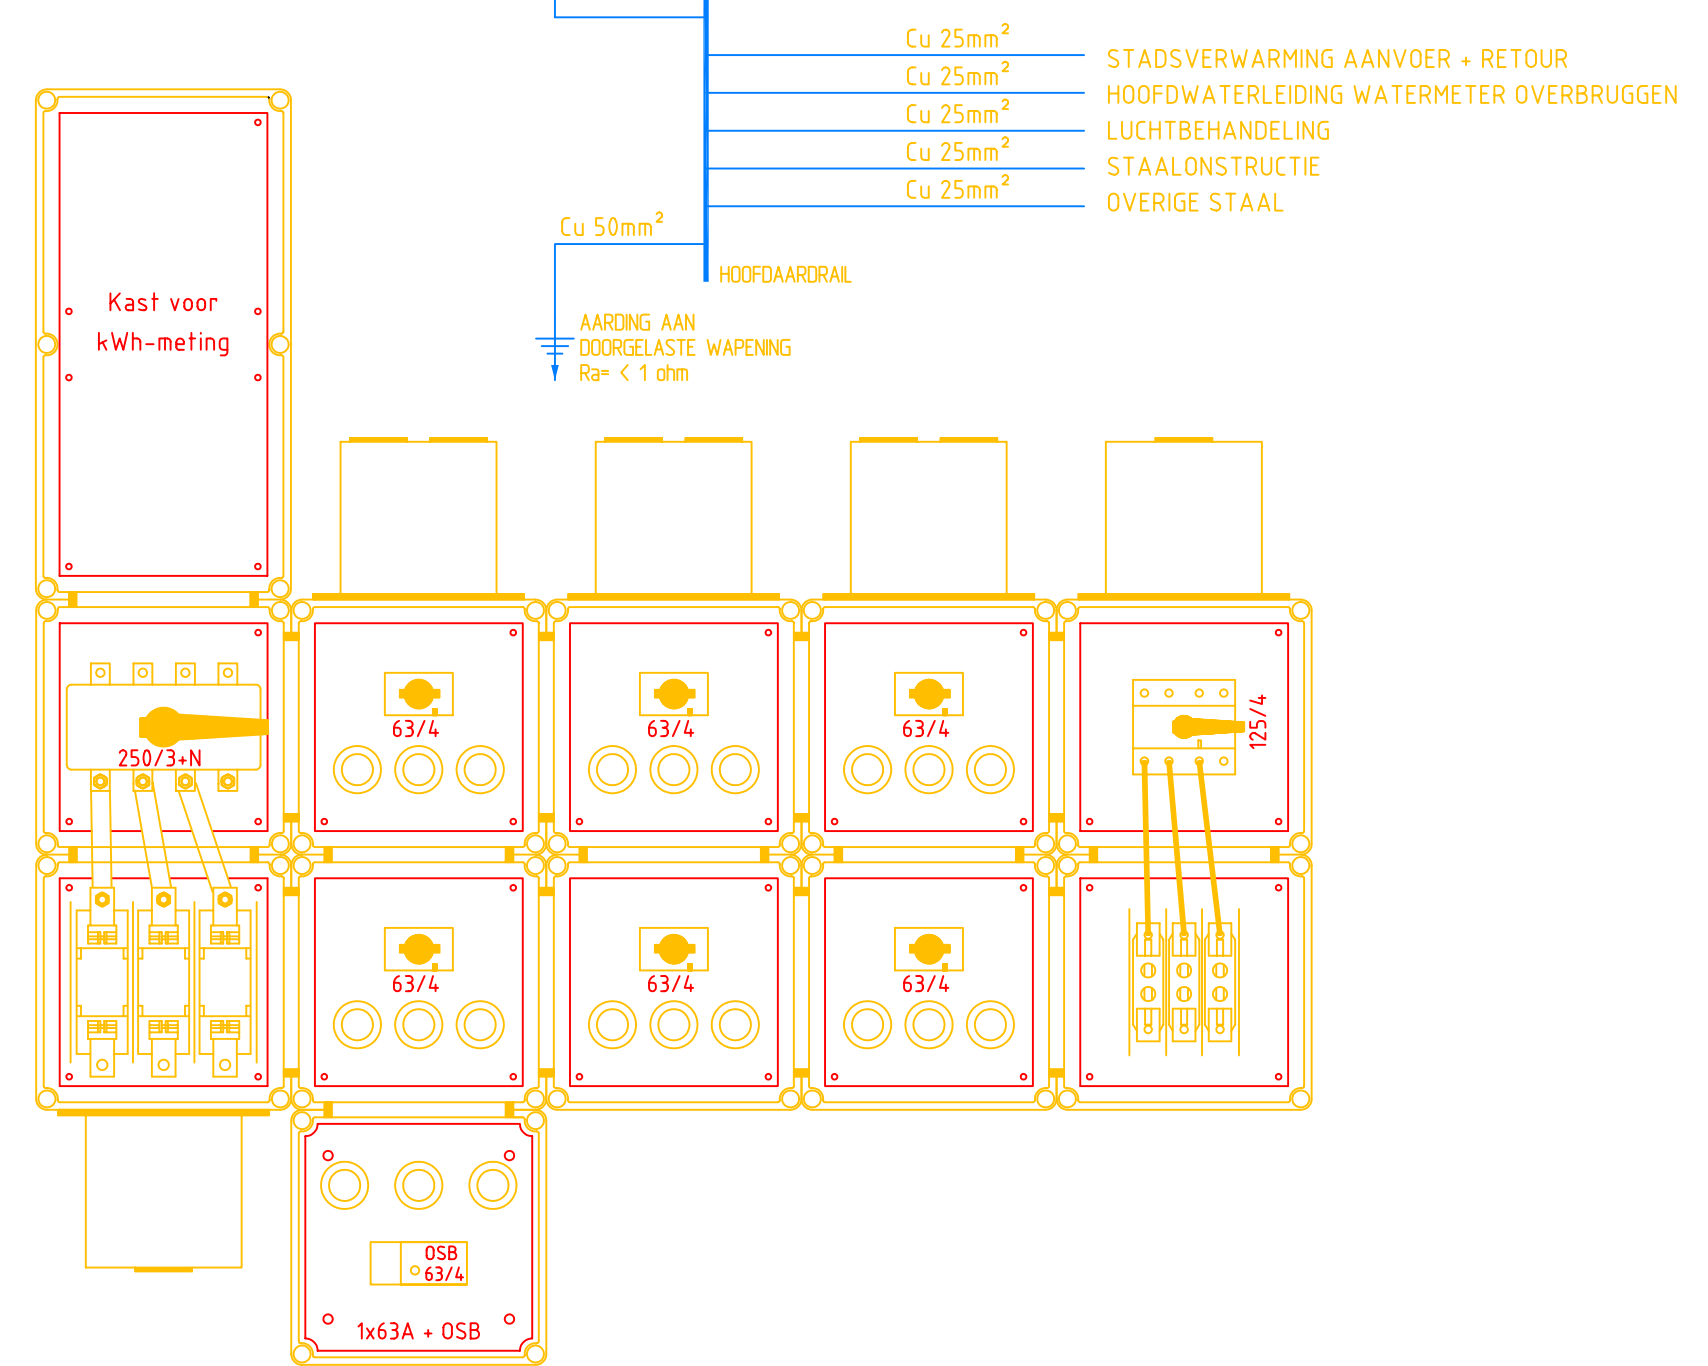 Cu 25mm²
STADSVERWARMING AANVOER + RETOUR
Cu 25mm²
HOOFDWATERLEIDING WATERMETER OVERBRUGGEN
Cu 25mm²
LUCHTBEHANDELING
Cu 25mm²
STAALONSTRUCTIE
Cu 25mm²
OVERIGE STAAL
Cu 50mm²
HOOFDAARDRAIL
AARDING AAN
DOORGELASTE WAPENING
Ra= < 1 ohm
Kast voor
kWh-meting
250/3+N
63/4
63/4
63/4
125/4
63/4
63/4
63/4
OSB
63/4
1x63A + OSB